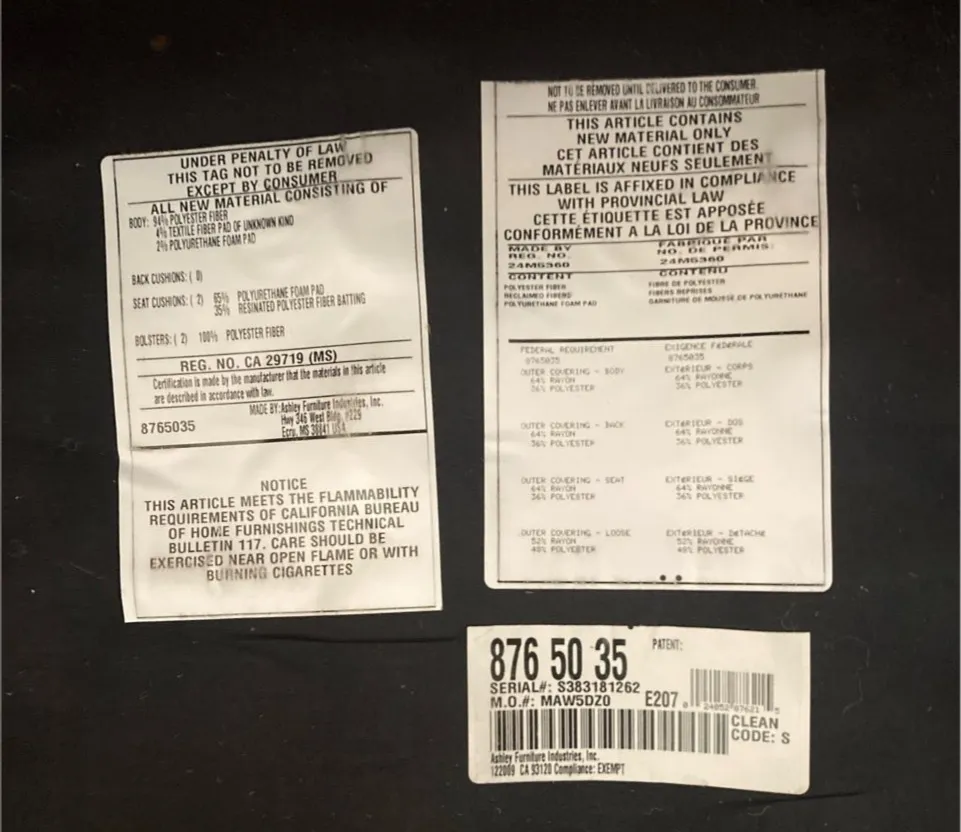 UNDER PENALTY OF LAW
THIS TAG NOT TO BE REMOVED
EXCEPT BY CONSUMER
ALL NEW MATERIAL CONSISTING OF
BODY: 94% POLYESTER FIBER
4% TEXTILE FIBER PAD OF UNKNOWN KIND
2% POLYURETHANE FOAM PAD
BACK CUSHIONS: ( 0)
SEAT CUSHIONS: ( 2) 65% POLYURETHANE FOAM PAD
35% RESINATED POLYESTER FIBER BATTING
BOLSTERS: ( 2) 100% POLYESTER FIBER
REG. NO. CA 29719 (MS)
Certification is made by the manufacturer that the materials in this article
are described in accordance with law.
MADE BY:Ashley Furniture Industries, Inc.
Hwy 346 West Bldg.
Ecru, MS 38841 USA
8765035
NOTICE
THIS ARTICLE MEETS THE FLAMMABILITY
REQUIREMENTS OF CALIFORNIA BUREAU
OF HOME FURNISHINGS TECHNICAL
BULLETIN 117. CARE SHOULD BE
EXERCISED NEAR OPEN FLAME OR WITH
BURNING CIGARETTES
NOT TO BE REMOVED UNTIL DELIVERED TO THE CONSUMER.
NE PAS ENLEVER AVANT LA LIVRAISON AU CONSOMMATEUR
THIS ARTICLE CONTAINS
NEW MATERIAL ONLY
CET ARTICLE CONTIENT DES
MATÉRIAUX NEUFS SEULEMENT
THIS LABEL IS AFFIXED IN COMPLIANCE
WITH PROVINCIAL LAW
CETTE ÉTIQUETTE EST APPOSÉE
CONFORMÉMENT A LA LOI DE LA PROVINCE
MADE BY FABRIQUE PAR
REG. NO. NO. DE PERMIS:
24M6360 24M6360
CONTENT CONTENU
POLYESTER FIBER FIBRE DE POLYESTER
RECLAIMED FIBERS FIBERS REPRISES
POLYURETHANE FOAM PAD GARNITURE DE MOUSSE DE POLYURETHANE
FEDERAL REQUIREMENT EXIGENCE FéDéRALE
8765035 8765035
OUTER COVERING - BODY EXTéRIEUR - CORPS
64% RAYON 64% RAYONNE
36% POLYESTER 36% POLYESTER
OUTER COVERING - BACK EXTéRIEUR - DOS
64% RAYON 64% RAYONNE
36% POLYESTER 36% POLYESTER
OUTER COVERING - SEAT EXTéRIEUR - SIèGE
64% RAYON 64% RAYONNE
36% POLYESTER 36% POLYESTER
OUTER COVERING - LOOSE EXTéRIEUR - DéTACHé
52% RAYON 52% RAYONNE
48% POLYESTER 48% POLYESTER
876 50 35 PATENT:
SERIAL#: S383181262
M.O.#: MAW5DZ0 E207
CLEAN
CODE: S
Ashley Furniture Industries, Inc.
122009 CA 93120 Compliance: EXEMPT